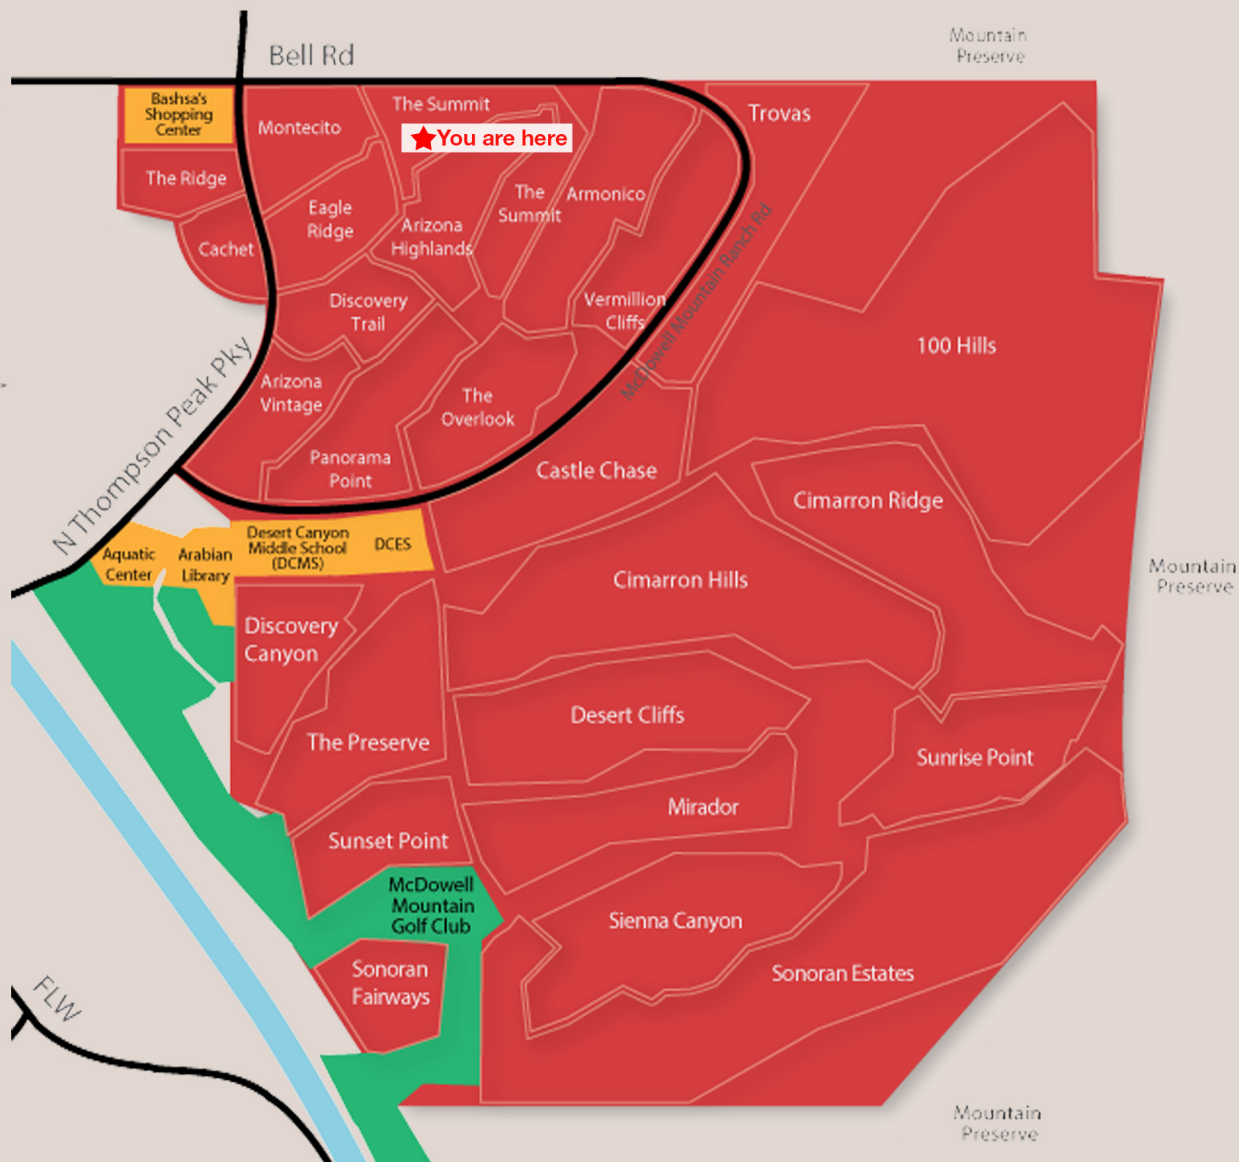 Bell Rd
Mountain
Preserve
Bashsa's
Shopping
Center
The Summit
Trovas
Montecito
You are here
The Ridge
The
Summit
Armonico
Eagle
Ridge
Arizona
Highlands
Cachet
McDowell Mountain Ranch Rd
Discovery
Trail
Vermillion
Cliffs
100 Hills
N Thompson Peak Pky
Arizona
Vintage
The
Overlook
Panorama
Point
Castle Chase
Cimarron Ridge
Desert Canyon
Middle School
(DCMS)
DCES
Aquatic
Center
Arabian
Library
Cimarron Hills
Mountain
Preserve
Discovery
Canyon
Desert Cliffs
The Preserve
Sunrise Point
Mirador
Sunset Point
McDowell
Mountain
Golf Club
Sienna Canyon
Sonoran
Fairways
Sonoran Estates
FLW
Mountain
Preserve